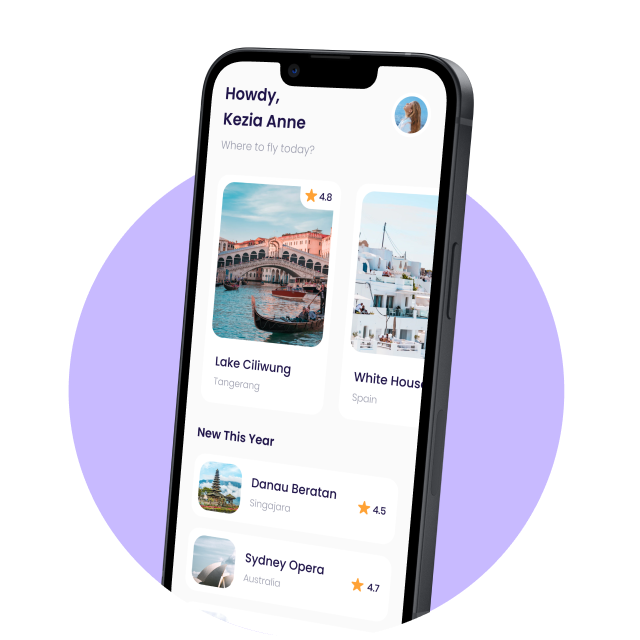 Howdy,
Kezia Anne
Where to fly today?
4.8
Lake Ciliwung
Tangerang
White House
Spain
New This Year
Danau Beratan
Singajara
4.5
Sydney Opera
Australia
4.7